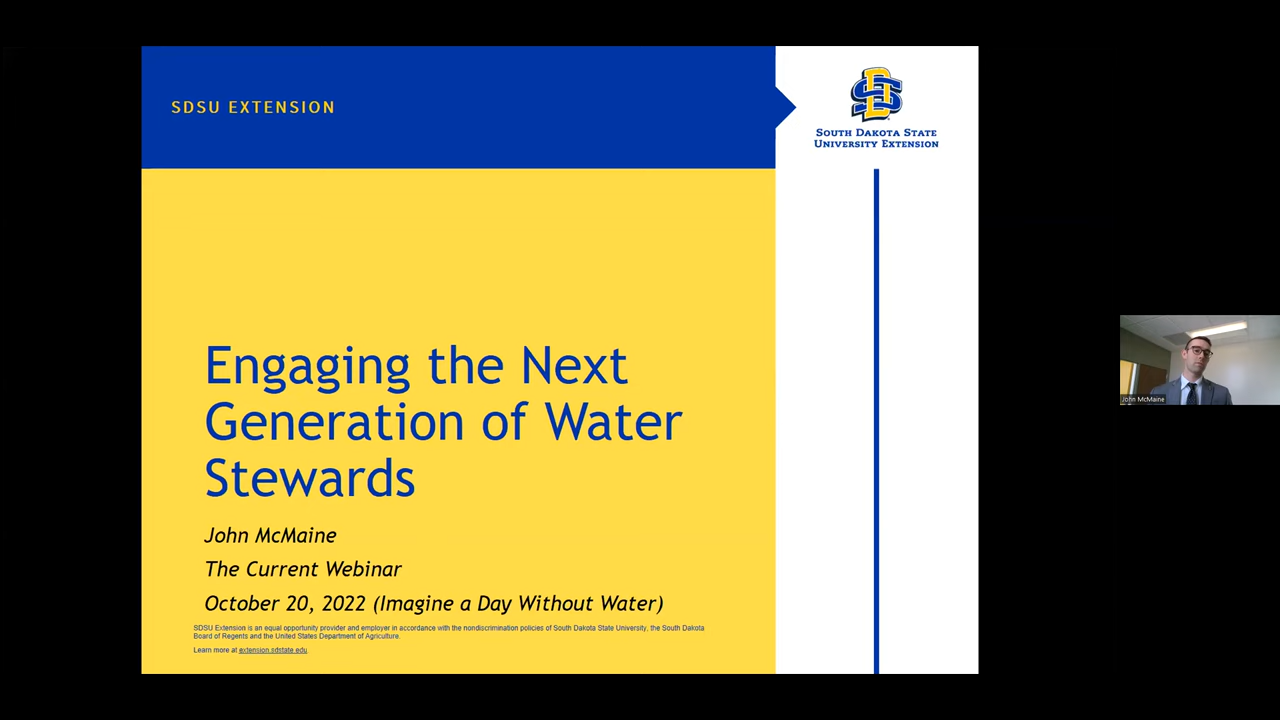 SDSU EXTENSION
SOUTH DAKOTA STATE
UNIVERSITY EXTENSION
Engaging the Next
Generation of Water
Stewards
John McMaine
The Current Webinar
October 20, 2022 (Imagine a Day Without Water)
SDSU Extension is an equal opportunity provider and employer in accordance with the nondiscrimination policies of South Dakota State University, the South Dakota
Board of Regents and the United States Department of Agriculture.
Learn more at extension.sdstate.edu
John McMaine